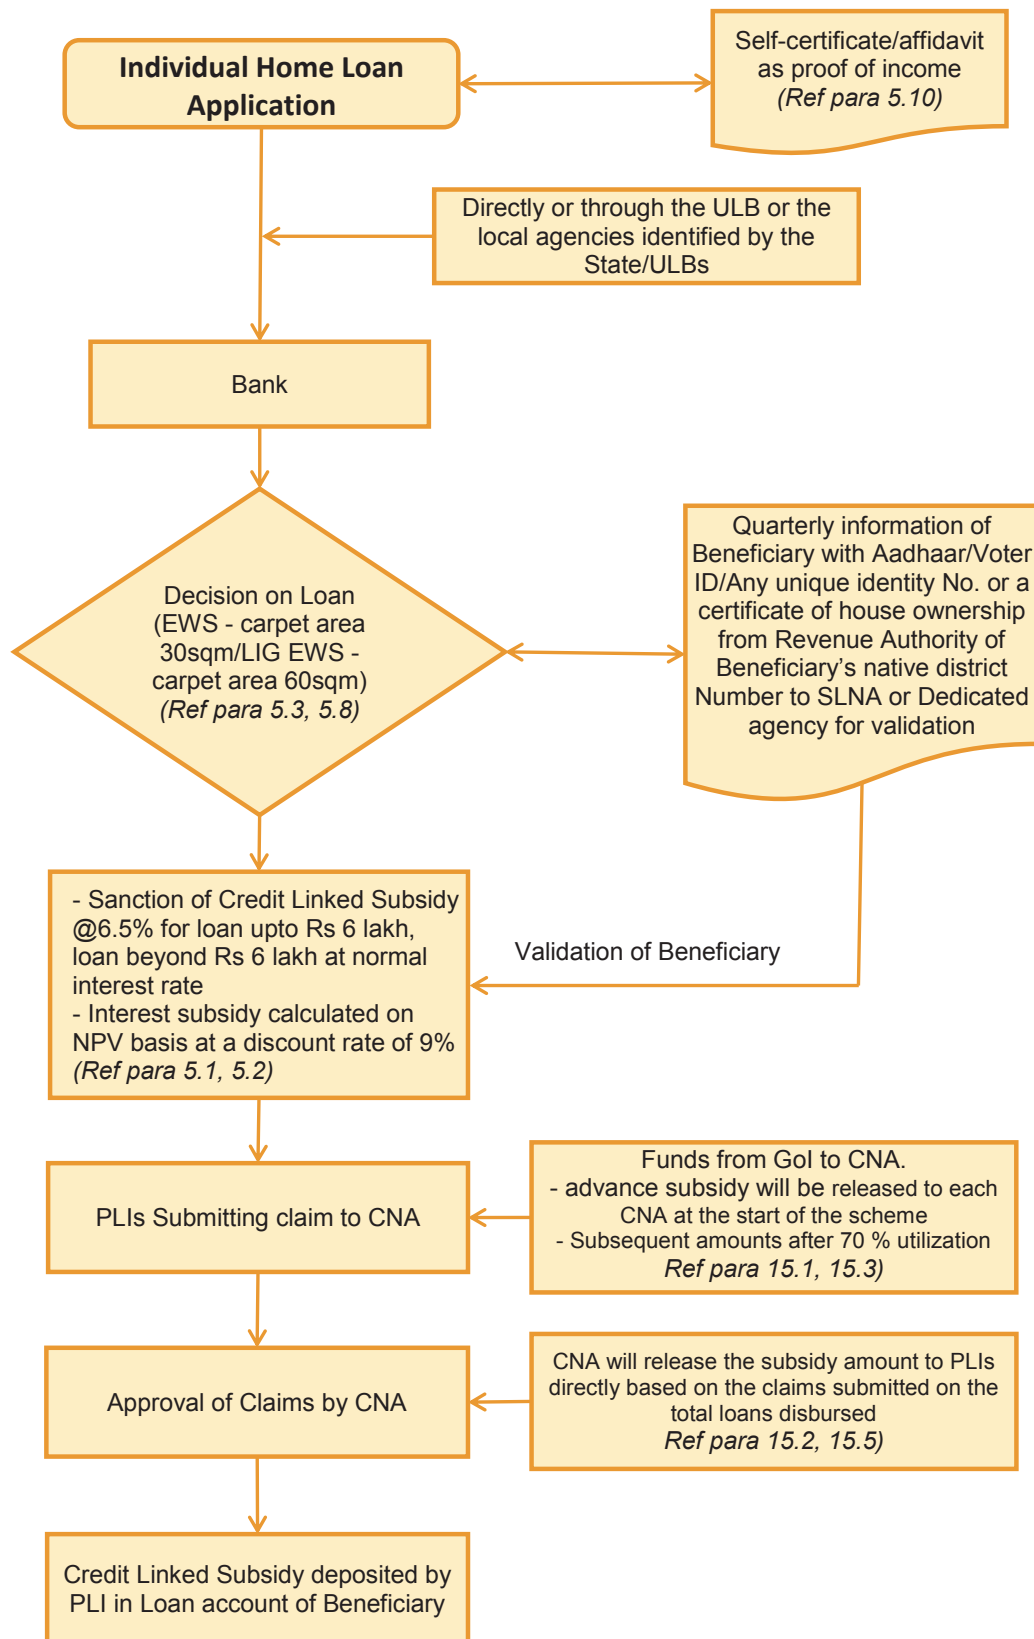 Individual Home Loan
Application
Self-certificate/affidavit
as proof of income
(Ref para 5.10)
Directly or through the ULB or the
local agencies identified by the
State/ULBs
Bank
Decision on Loan
(EWS - carpet area
30sqm/LIG EWS -
carpet area 60sqm)
(Ref para 5.3, 5.8)
Quarterly information of
Beneficiary with Aadhaar/Voter
ID/Any unique identity No. or a
certificate of house ownership
from Revenue Authority of
Beneficiary’s native district
Number to SLNA or Dedicated
agency for validation
- Sanction of Credit Linked Subsidy
@6.5% for loan upto Rs 6 lakh,
loan beyond Rs 6 lakh at normal
interest rate
- Interest subsidy calculated on
NPV basis at a discount rate of 9%
(Ref para 5.1, 5.2)
Validation of Beneficiary
PLIs Submitting claim to CNA
Funds from GoI to CNA.
- advance subsidy will be released to each
CNA at the start of the scheme
- Subsequent amounts after 70 % utilization
Ref para 15.1, 15.3)
Approval of Claims by CNA
CNA will release the subsidy amount to PLIs
directly based on the claims submitted on the
total loans disbursed
Ref para 15.2, 15.5)
Credit Linked Subsidy deposited by
PLI in Loan account of Beneficiary